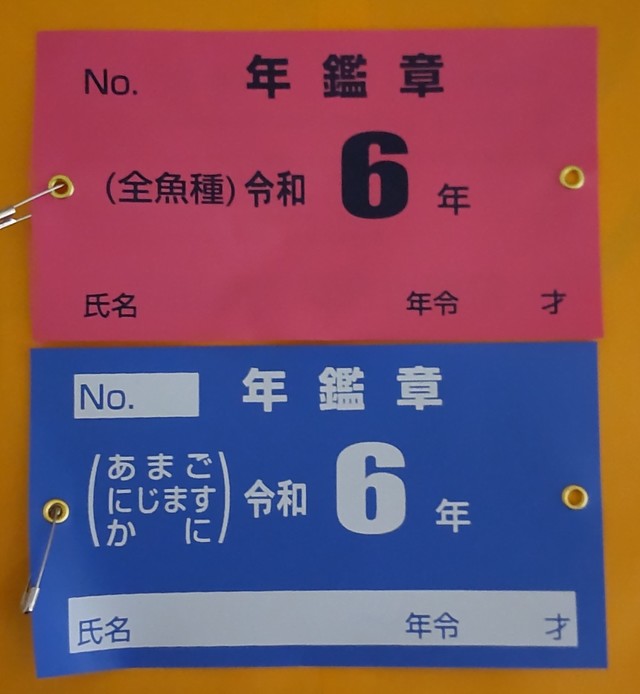 No. 年鑑章
(全魚種) 令和 6 年
氏名 年令 才
No. 年鑑章
(あまご
にじます
かに) 令和 6 年
氏名 年令 才